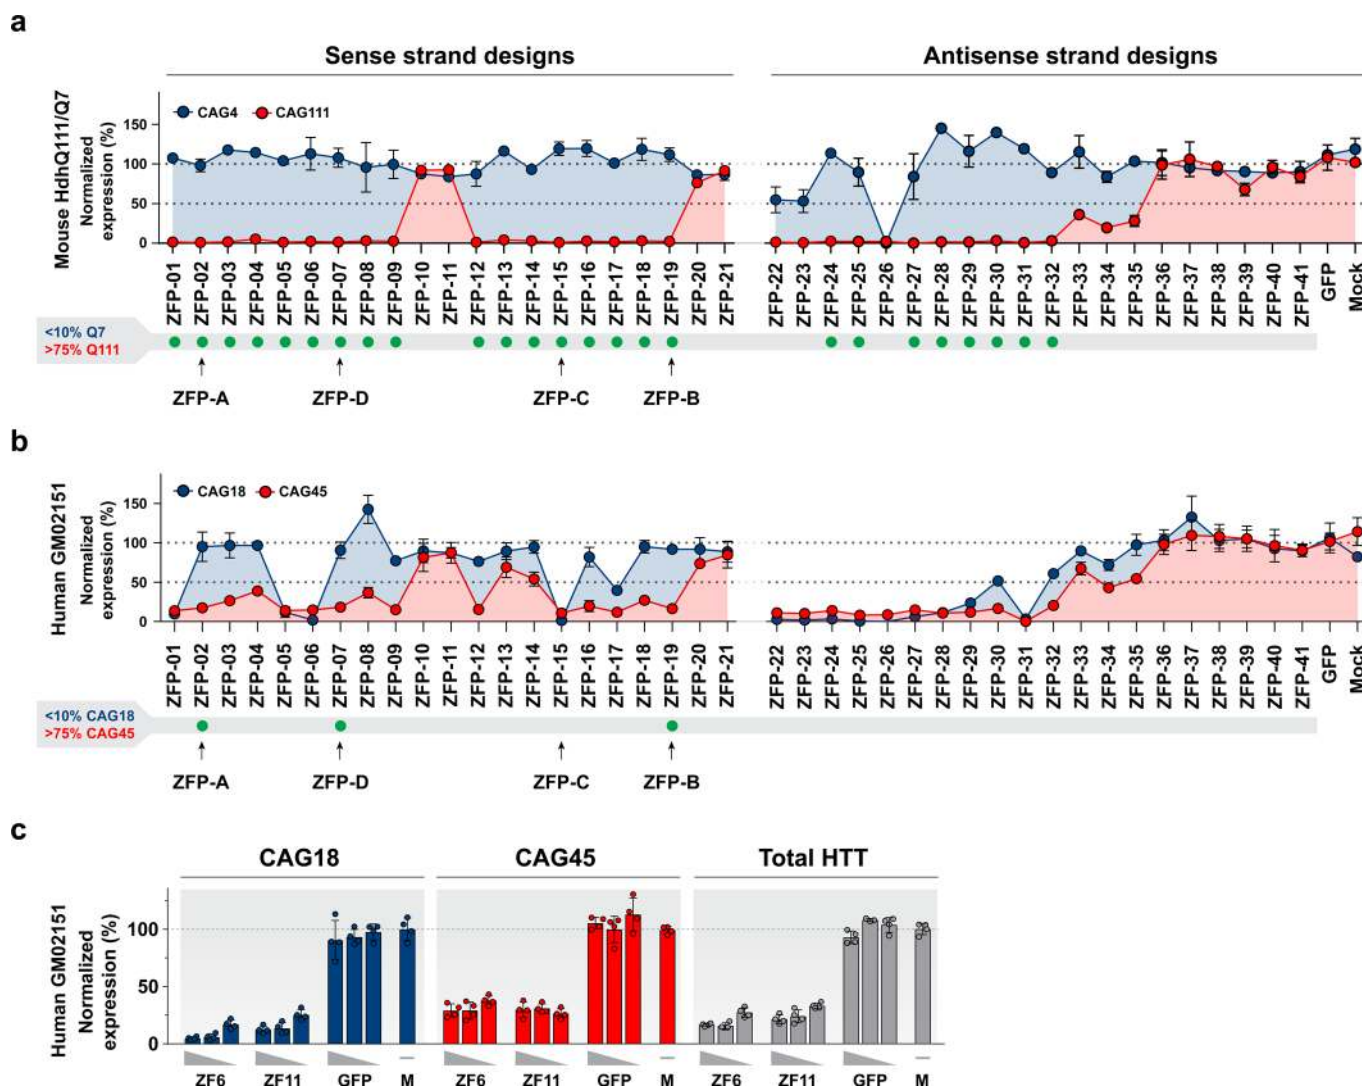 a
Sense strand designs
Antisense strand designs
Mouse HdhQ111/Q7
Normalized
expression (%)
CAG4 CAG111
150
100
50
0
ZFP-01
ZFP-02
ZFP-03
ZFP-04
ZFP-05
ZFP-06
ZFP-07
ZFP-08
ZFP-09
ZFP-10
ZFP-11
ZFP-12
ZFP-13
ZFP-14
ZFP-15
ZFP-16
ZFP-17
ZFP-18
ZFP-19
ZFP-20
ZFP-21
ZFP-22
ZFP-23
ZFP-24
ZFP-25
ZFP-26
ZFP-27
ZFP-28
ZFP-29
ZFP-30
ZFP-31
ZFP-32
ZFP-33
ZFP-34
ZFP-35
ZFP-36
ZFP-37
ZFP-38
ZFP-39
ZFP-40
ZFP-41
GFP
Mock
<10% Q7
>75% Q111
ZFP-A ZFP-D ZFP-C ZFP-B
b
Human GM02151
Normalized
expression (%)
CAG18 CAG45
150
100
50
0
ZFP-01
ZFP-02
ZFP-03
ZFP-04
ZFP-05
ZFP-06
ZFP-07
ZFP-08
ZFP-09
ZFP-10
ZFP-11
ZFP-12
ZFP-13
ZFP-14
ZFP-15
ZFP-16
ZFP-17
ZFP-18
ZFP-19
ZFP-20
ZFP-21
ZFP-22
ZFP-23
ZFP-24
ZFP-25
ZFP-26
ZFP-27
ZFP-28
ZFP-29
ZFP-30
ZFP-31
ZFP-32
ZFP-33
ZFP-34
ZFP-35
ZFP-36
ZFP-37
ZFP-38
ZFP-39
ZFP-40
ZFP-41
GFP
Mock
<10% CAG18
>75% CAG45
ZFP-A ZFP-D ZFP-C ZFP-B
c
CAG18 CAG45 Total HTT
Human GM02151
Normalized
expression (%)
100
50
0
ZF6 ZF11 GFP M ZF6 ZF11 GFP M ZF6 ZF11 GFP M